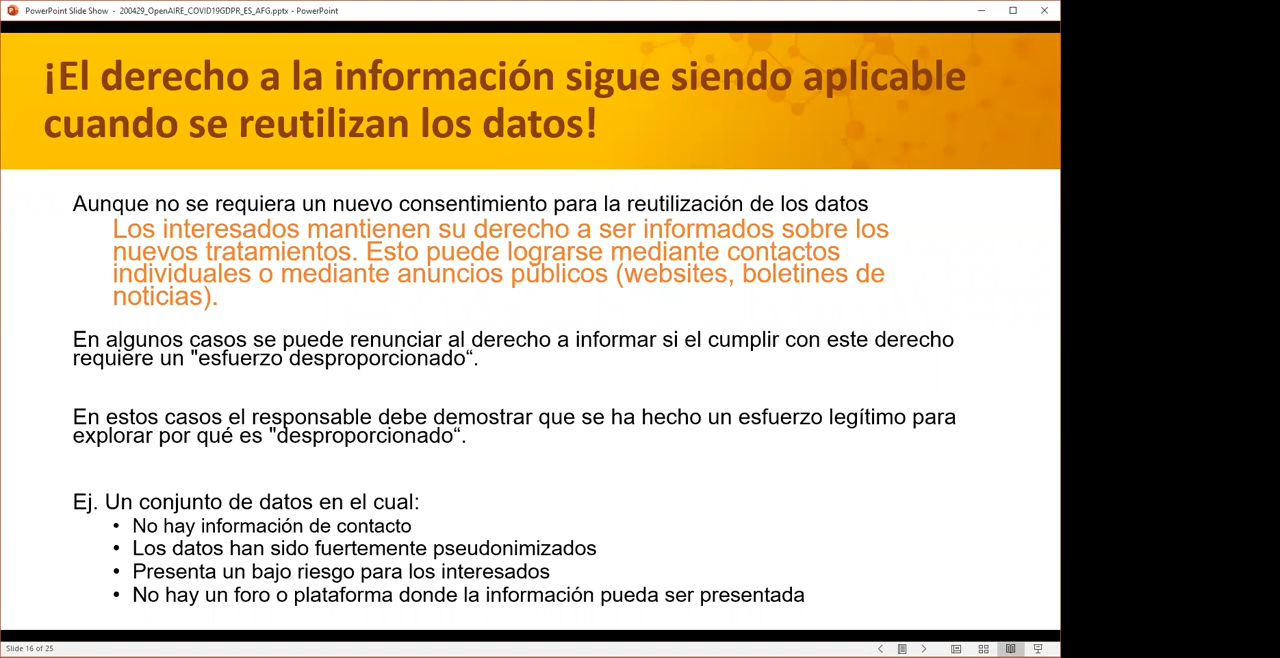 PowerPoint Slide Show - 200429_OpenAIRE_COVID19GDPR_ES_AFG.pptx - PowerPoint
¡El derecho a la información sigue siendo aplicable
cuando se reutilizan los datos!
Aunque no se requiera un nuevo consentimiento para la reutilización de los datos
Los interesados mantienen su derecho a ser informados sobre los
nuevos tratamientos. Esto puede lograrse mediante contactos
individuales o mediante anuncios públicos (websites, boletines de
noticias).
En algunos casos se puede renunciar al derecho a informar si el cumplir con este derecho
requiere un "esfuerzo desproporcionado“.
En estos casos el responsable debe demostrar que se ha hecho un esfuerzo legítimo para
explorar por qué es "desproporcionado“.
Ej. Un conjunto de datos en el cual:
• No hay información de contacto
• Los datos han sido fuertemente pseudonimizados
• Presenta un bajo riesgo para los interesados
• No hay un foro o plataforma donde la información pueda ser presentada
Slide 16 of 25